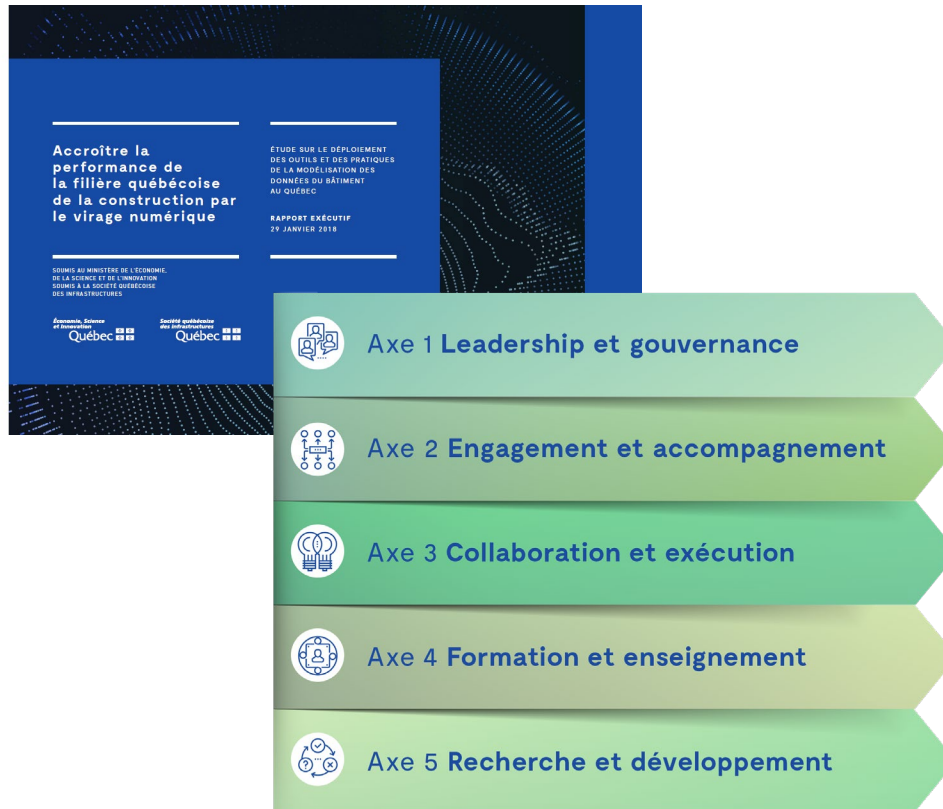 Accroître la
performance de
la filière québécoise
de la construction par
le virage numérique
ÉTUDE SUR LE DÉPLOIEMENT
DES OUTILS ET DES PRATIQUES
DE LA MODÉLISATION DES
DONNÉES DU BÂTIMENT
AU QUÉBEC
RAPPORT EXÉCUTIF
29 JANVIER 2018
SOUMIS AU MINISTÈRE DE L'ÉCONOMIE,
DE LA SCIENCE ET DE L'INNOVATION
SOUMIS À LA SOCIÉTÉ QUÉBÉCOISE
DES INFRASTRUCTURES
Économie, Science
et Innovation
Québec
Société québécoise
des infrastructures
Québec
Axe 1 Leadership et gouvernance
Axe 2 Engagement et accompagnement
Axe 3 Collaboration et exécution
Axe 4 Formation et enseignement
Axe 5 Recherche et développement